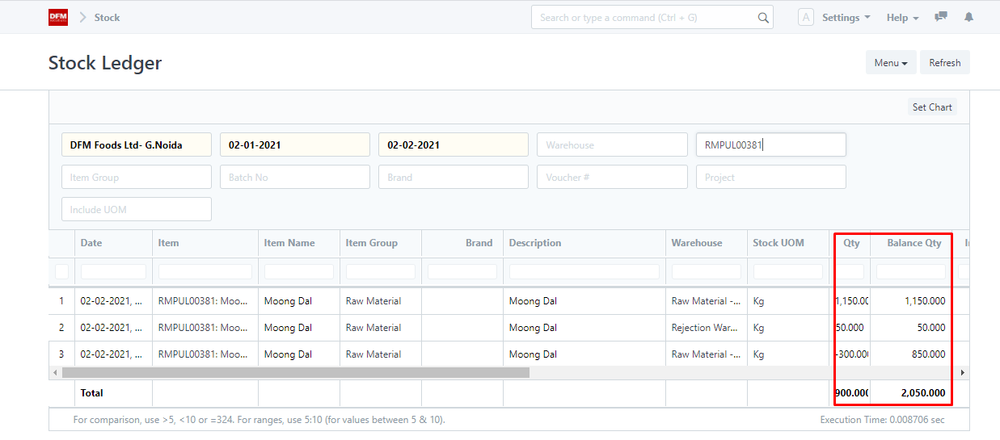 DFM Stock Search or type a command (Ctrl + G) A Settings Help
Stock Ledger Menu Refresh
Set Chart
DFM Foods Ltd- G.Noida 02-01-2021 02-02-2021 Warehouse RMPUL00381
Item Group Batch No Brand Voucher # Project
Include UOM
Date Item Item Name Item Group Brand Description Warehouse Stock UOM Qty Balance Qty
1 02-02-2021, ... RMPUL00381: Moo... Moong Dal Raw Material Moong Dal Raw Material -... Kg 1,150.000 1,150.000
2 02-02-2021, ... RMPUL00381: Moo... Moong Dal Raw Material Moong Dal Rejection War... Kg 50.000 50.000
3 02-02-2021, ... RMPUL00381: Moo... Moong Dal Raw Material Moong Dal Raw Material -... Kg -300.000 850.000
Total 900.000 2,050.000
For comparison, use >5, <10 or =324. For ranges, use 5:10 (for values between 5 & 10). Execution Time: 0.008706 sec